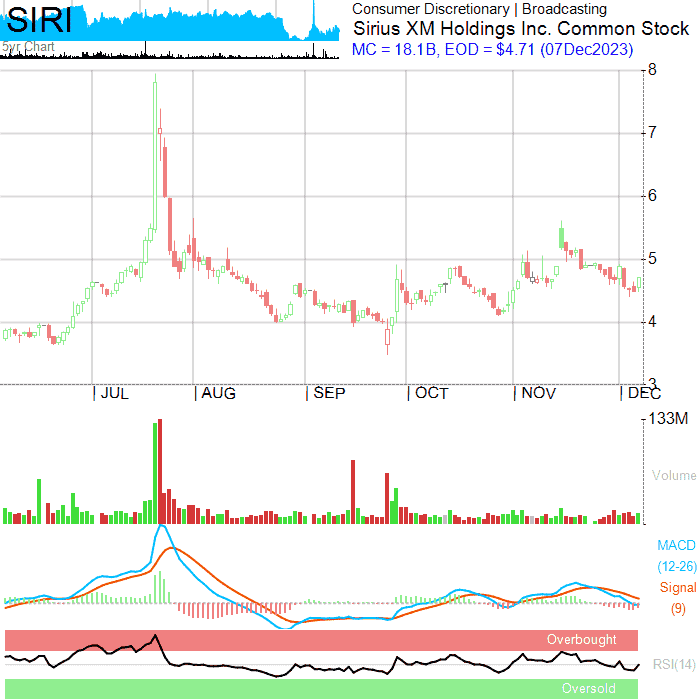 SIRI
5yr Chart
Consumer Discretionary | Broadcasting
Sirius XM Holdings Inc. Common Stock
MC = 18.1B, EOD = $4.71 (07Dec2023)
8
7
6
5
4
3
JUL AUG SEP OCT NOV DEC
133M
Volume
MACD
(12-26)
Signal
(9)
Overbought
RSI(14)
Oversold